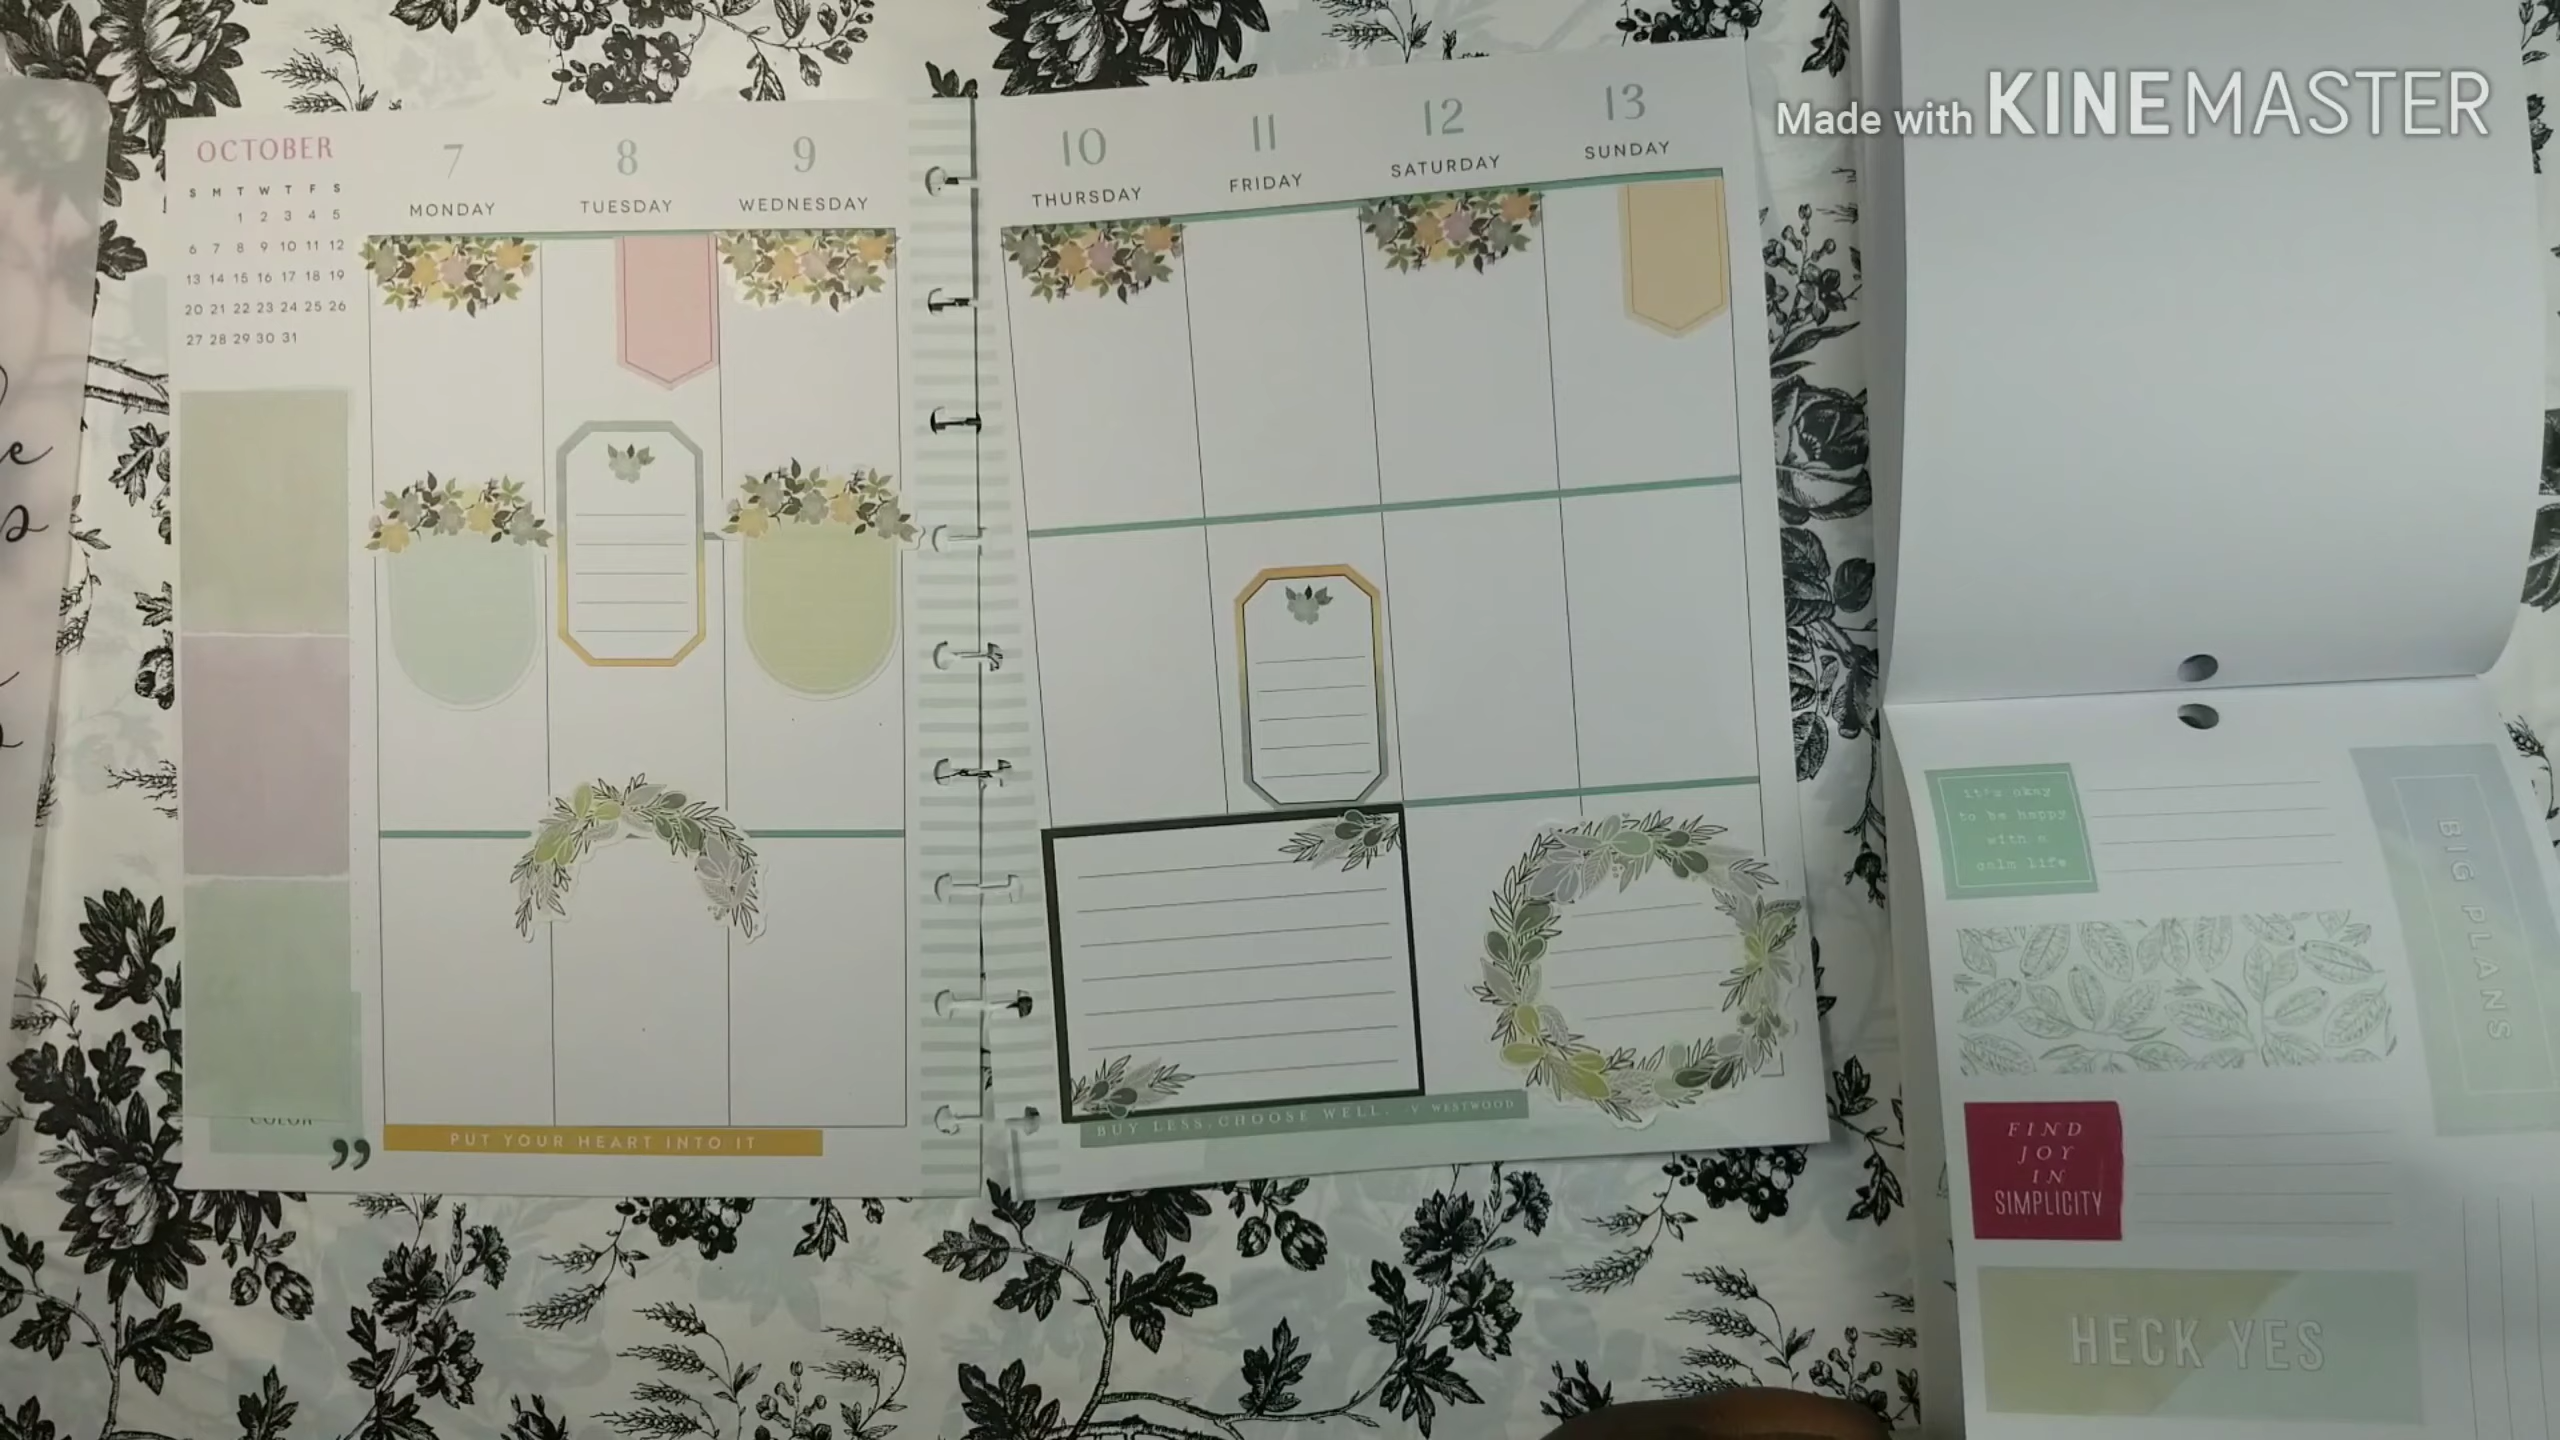 Made with KINEMASTER
OCTOBER
S M T W T F S
1 2 3 4 5
6 7 8 9 10 11 12
13 14 15 16 17 18 19
20 21 22 23 24 25 26
27 28 29 30 31
7
MONDAY
8
TUESDAY
9
WEDNESDAY
10
THURSDAY
11
FRIDAY
12
SATURDAY
13
SUNDAY
COLOR
”
PUT YOUR HEART INTO IT
BUY LESS. CHOOSE WELL. -V WESTWOOD
it's okay
to be happy
with a
calm life
BIG PLANS
FIND
JOY
IN
SIMPLICITY
HECK YES